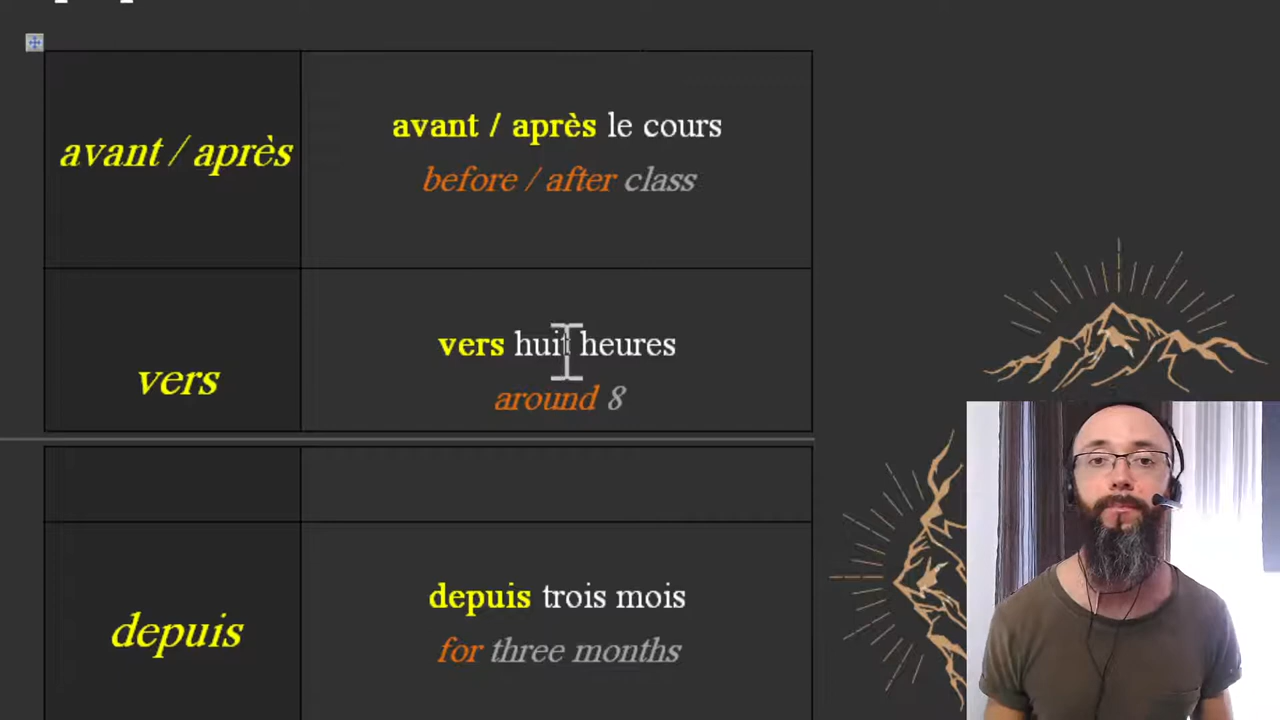 avant / après
avant / après le cours
before / after class
vers
vers huit heures
around 8
depuis
depuis trois mois
for three months